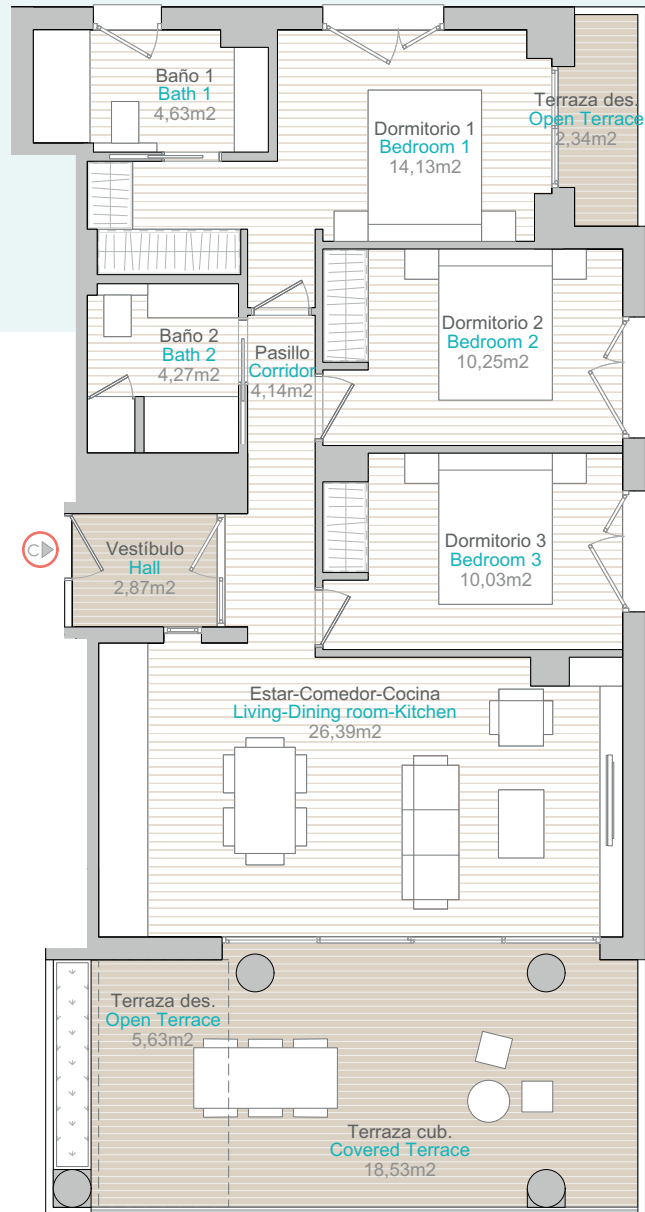 Baño 1
Bath 1
4,63m2
Dormitorio 1
Bedroom 1
14,13m2
Terraza des.
Open Terrace
2,34m2
Baño 2
Bath 2
4,27m2
Pasillo
Corridor
4,14m2
Dormitorio 2
Bedroom 2
10,25m2
C
Vestíbulo
Hall
2,87m2
Dormitorio 3
Bedroom 3
10,03m2
Estar-Comedor-Cocina
Living-Dining room-Kitchen
26,39m2
Terraza des.
Open Terrace
5,63m2
Terraza cub.
Covered Terrace
18,53m2